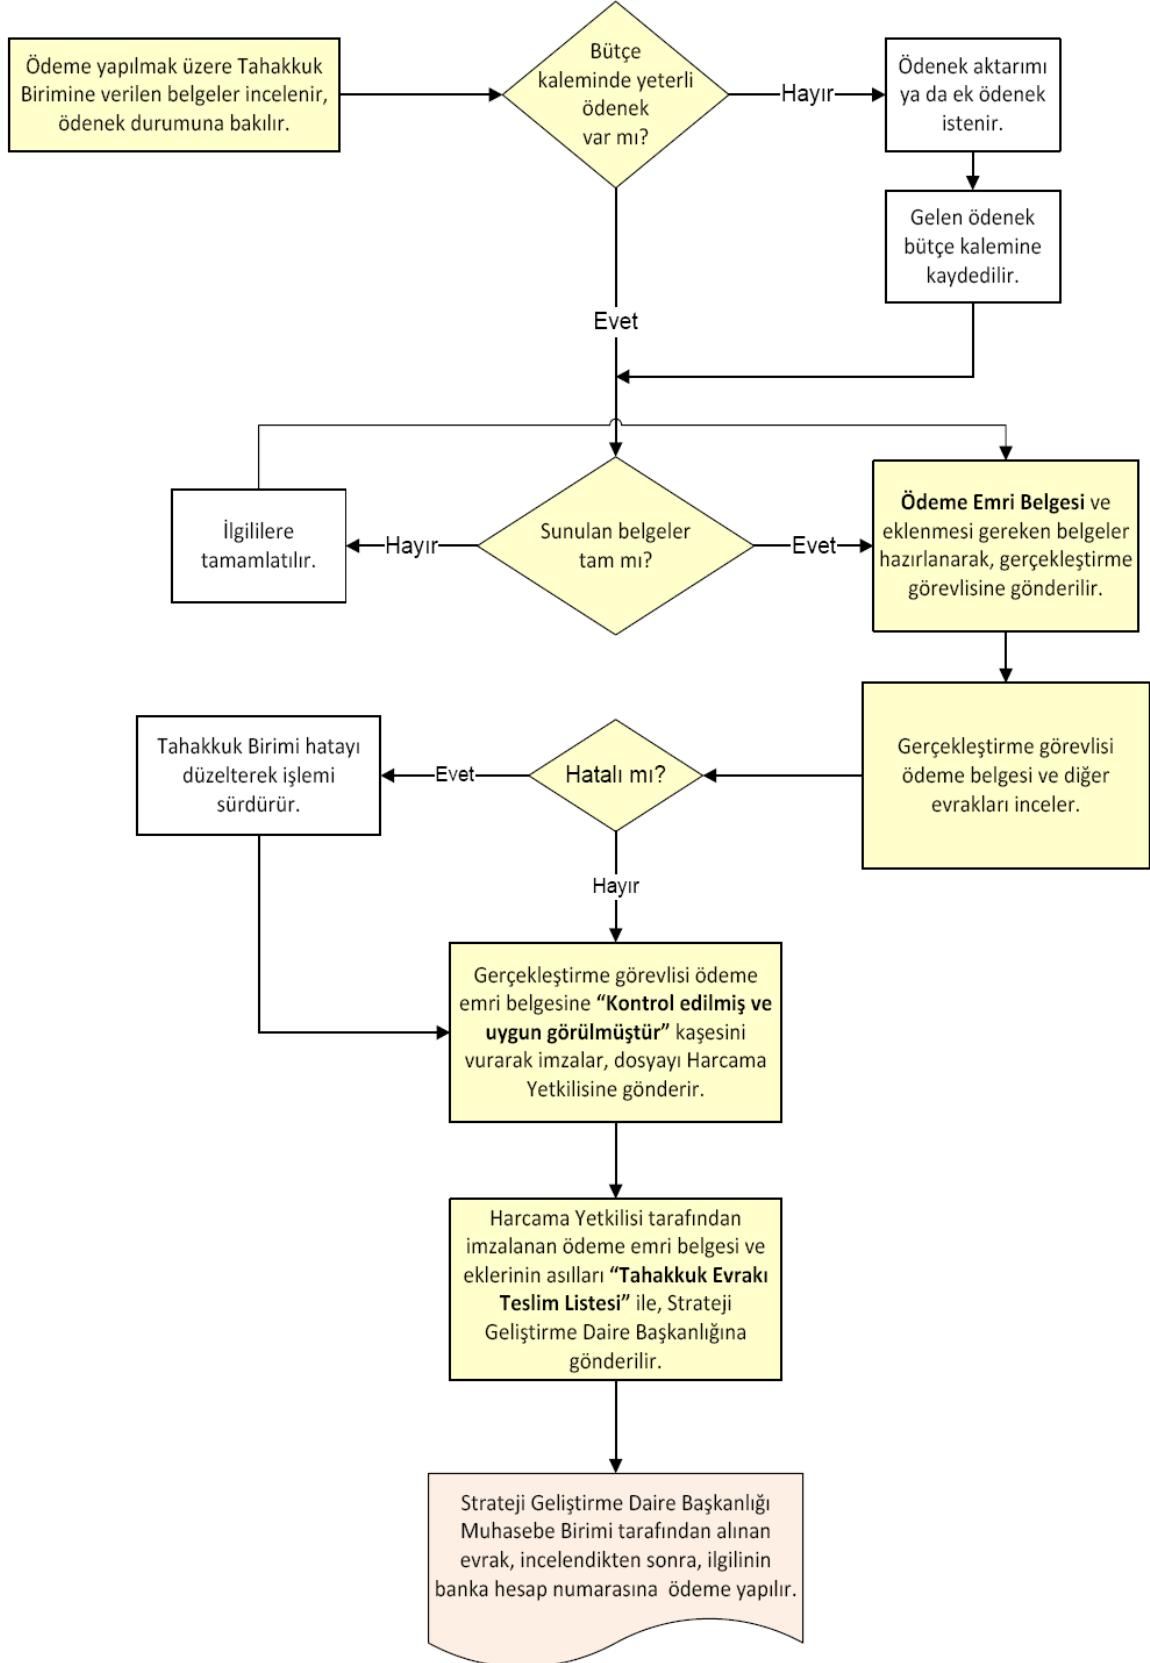 Ödeme yapılmak üzere Tahakkuk
Birimine verilen belgeler incelenir,
ödenek durumuna bakılır.
Bütçe
kaleminde yeterli
ödenek
var mı?
Hayır
Ödenek aktarımı
ya da ek ödenek
istenir.
Gelen ödenek
bütçe kalemine
kaydedilir.
Evet
Sunulan belgeler
tam mı?
Hayır
İlgililere
tamamlatılır.
Evet
Ödeme Emri Belgesi ve
eklenmesi gereken belgeler
hazırlanarak, gerçekleştirme
görevlisine gönderilir.
Gerçekleştirme görevlisi
ödeme belgesi ve diğer
evrakları inceler.
Hatalı mı?
Evet
Tahakkuk Birimi hatayı
düzelterek işlemi
sürdürür.
Hayır
Gerçekleştirme görevlisi ödeme
emri belgesine “Kontrol edilmiş ve
uygun görülmüştür” kaşesini
vurarak imzalar, dosyayı Harcama
Yetkilisine gönderir.
Harcama Yetkilisi tarafından
imzalanan ödeme emri belgesi ve
eklerinin asılları “Tahakkuk Evrakı
Teslim Listesi” ile, Strateji
Geliştirme Daire Başkanlığına
gönderilir.
Strateji Geliştirme Daire Başkanlığı
Muhasebe Birimi tarafından alınan
evrak, incelendikten sonra, ilgilinin
banka hesap numarasına ödeme yapılır.